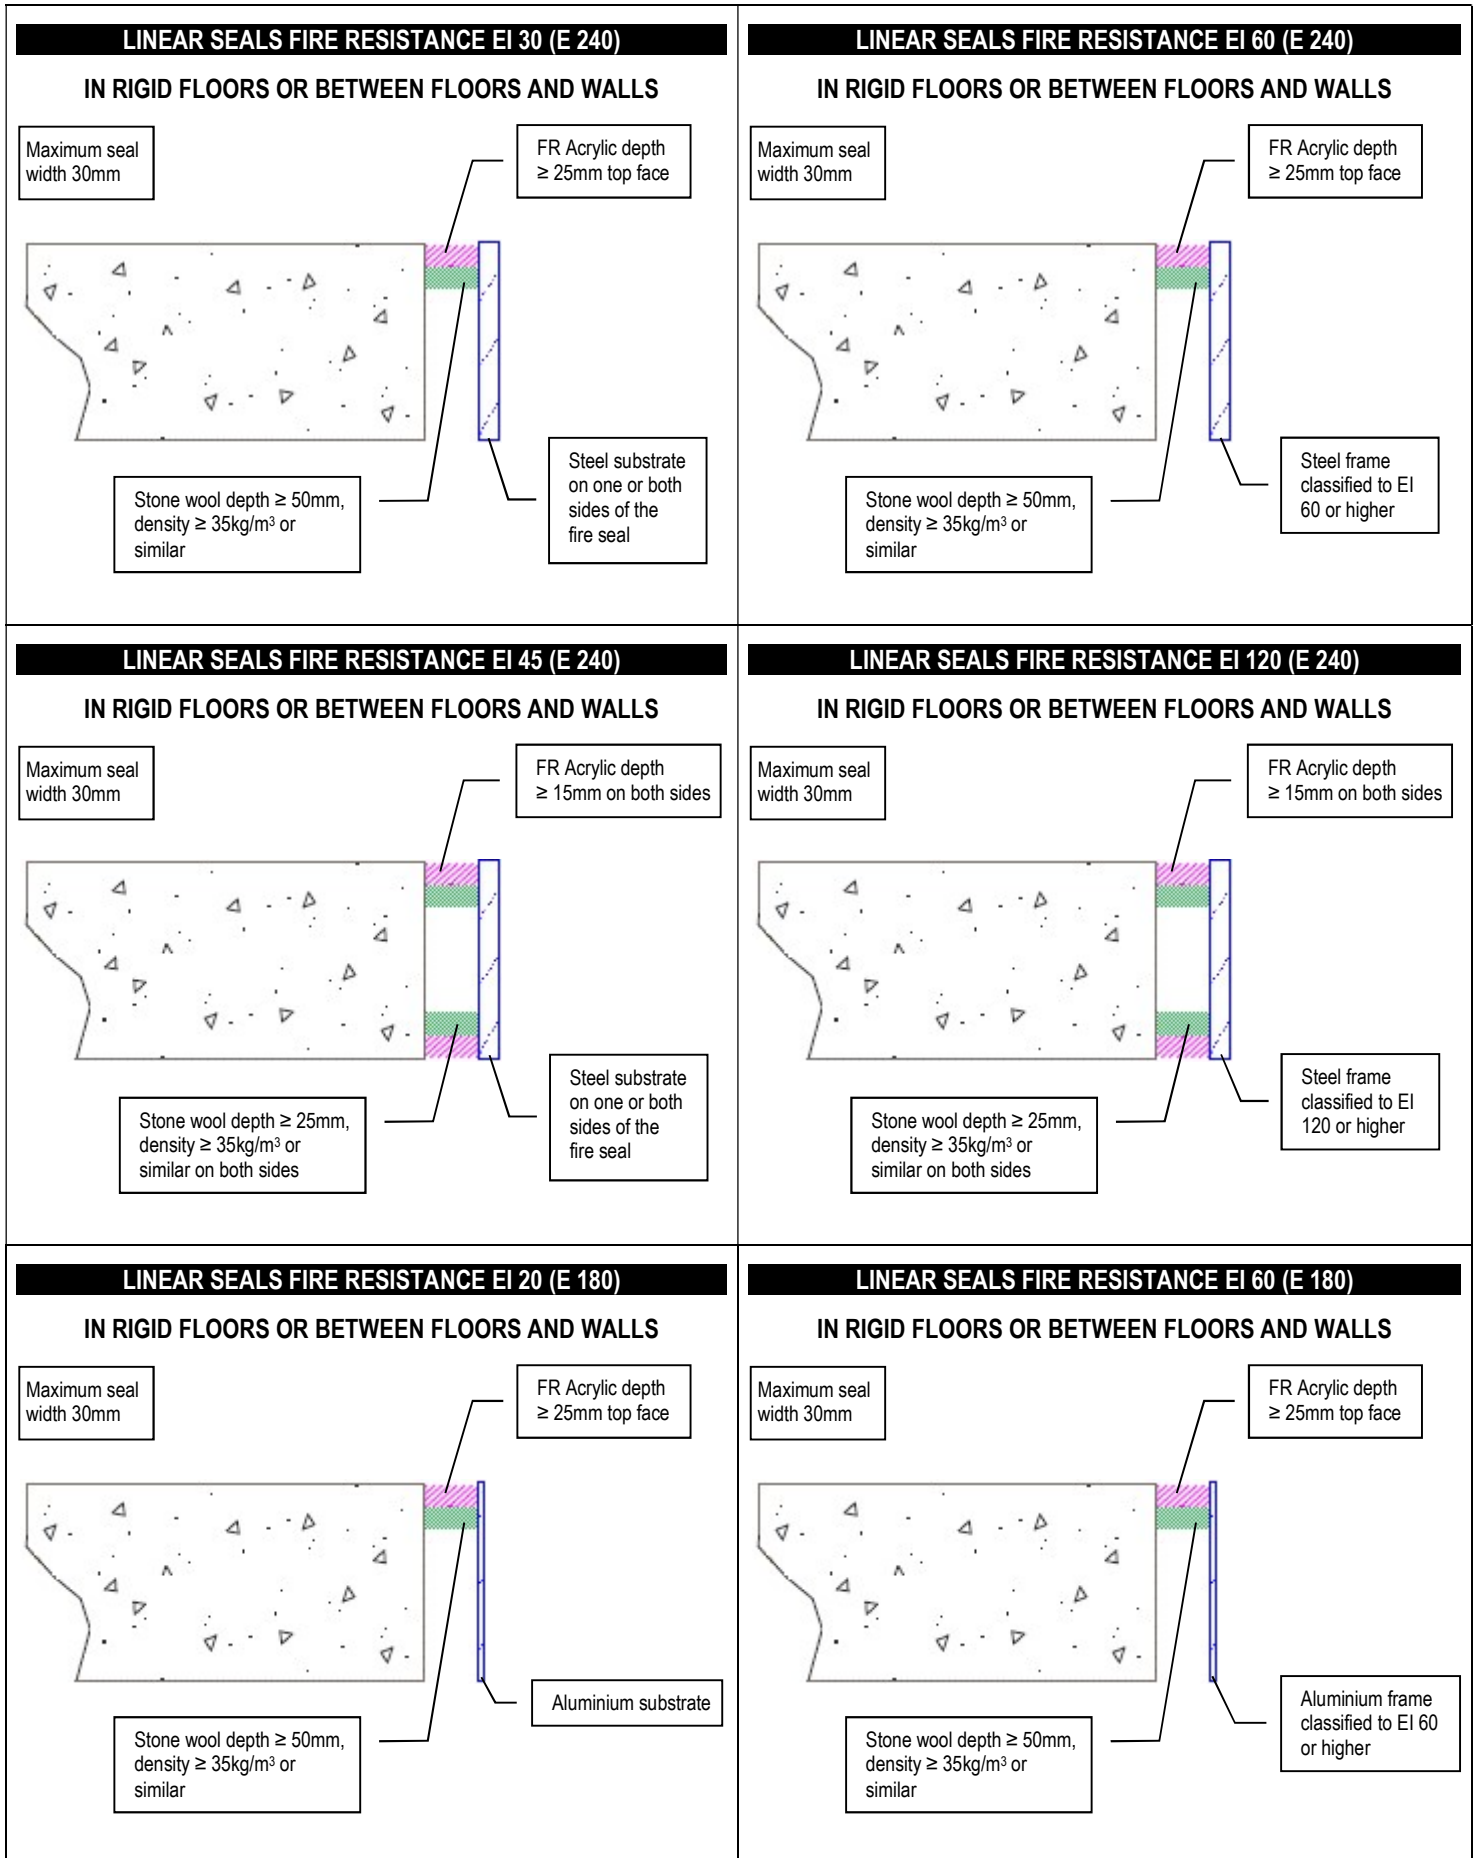 LINEAR SEALS FIRE RESISTANCE EI 30 (E 240)
IN RIGID FLOORS OR BETWEEN FLOORS AND WALLS
Maximum seal
width 30mm
FR Acrylic depth
≥ 25mm top face
Steel substrate
on one or both
sides of the
fire seal
Stone wool depth ≥ 50mm,
density ≥ 35kg/m³ or
similar
LINEAR SEALS FIRE RESISTANCE EI 60 (E 240)
IN RIGID FLOORS OR BETWEEN FLOORS AND WALLS
Maximum seal
width 30mm
FR Acrylic depth
≥ 25mm top face
Steel frame
classified to EI
60 or higher
Stone wool depth ≥ 50mm,
density ≥ 35kg/m³ or
similar
LINEAR SEALS FIRE RESISTANCE EI 45 (E 240)
IN RIGID FLOORS OR BETWEEN FLOORS AND WALLS
Maximum seal
width 30mm
FR Acrylic depth
≥ 15mm on both sides
Steel substrate
on one or both
sides of the
fire seal
Stone wool depth ≥ 25mm,
density ≥ 35kg/m³ or
similar on both sides
LINEAR SEALS FIRE RESISTANCE EI 120 (E 240)
IN RIGID FLOORS OR BETWEEN FLOORS AND WALLS
Maximum seal
width 30mm
FR Acrylic depth
≥ 15mm on both sides
Steel frame
classified to EI
120 or higher
Stone wool depth ≥ 25mm,
density ≥ 35kg/m³ or
similar on both sides
LINEAR SEALS FIRE RESISTANCE EI 20 (E 180)
IN RIGID FLOORS OR BETWEEN FLOORS AND WALLS
Maximum seal
width 30mm
FR Acrylic depth
≥ 25mm top face
Aluminium substrate
Stone wool depth ≥ 50mm,
density ≥ 35kg/m³ or
similar
LINEAR SEALS FIRE RESISTANCE EI 60 (E 180)
IN RIGID FLOORS OR BETWEEN FLOORS AND WALLS
Maximum seal
width 30mm
FR Acrylic depth
≥ 25mm top face
Aluminium frame
classified to EI 60
or higher
Stone wool depth ≥ 50mm,
density ≥ 35kg/m³ or
similar